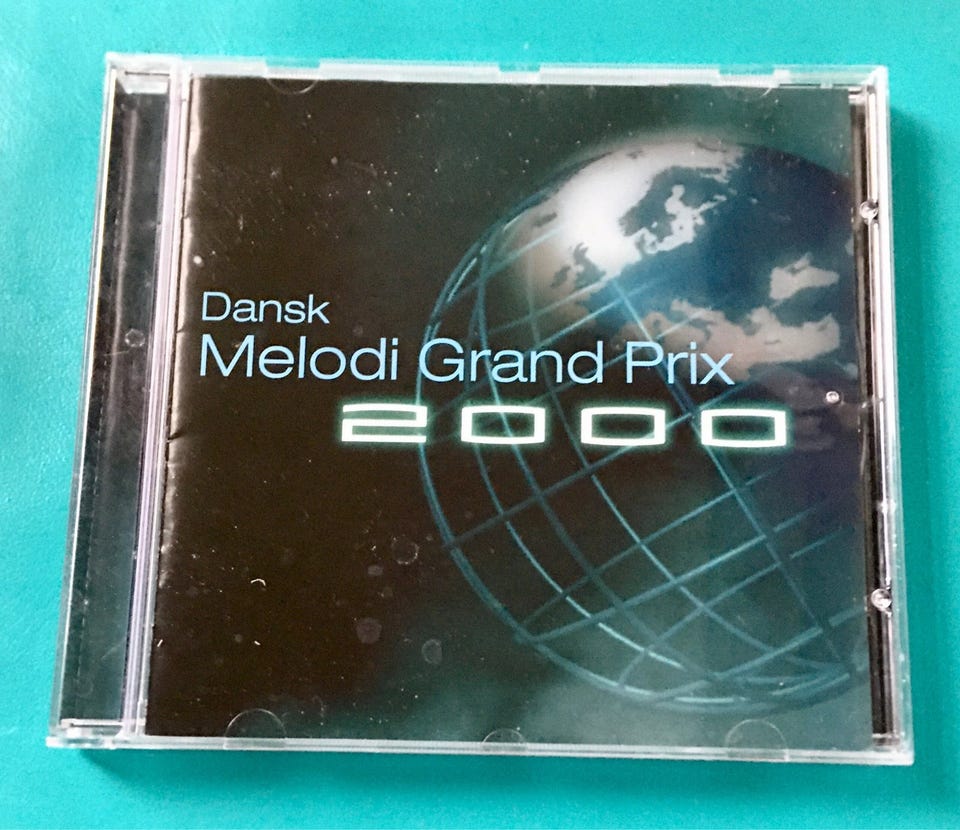 Dansk
Melodi Grand Prix
2000